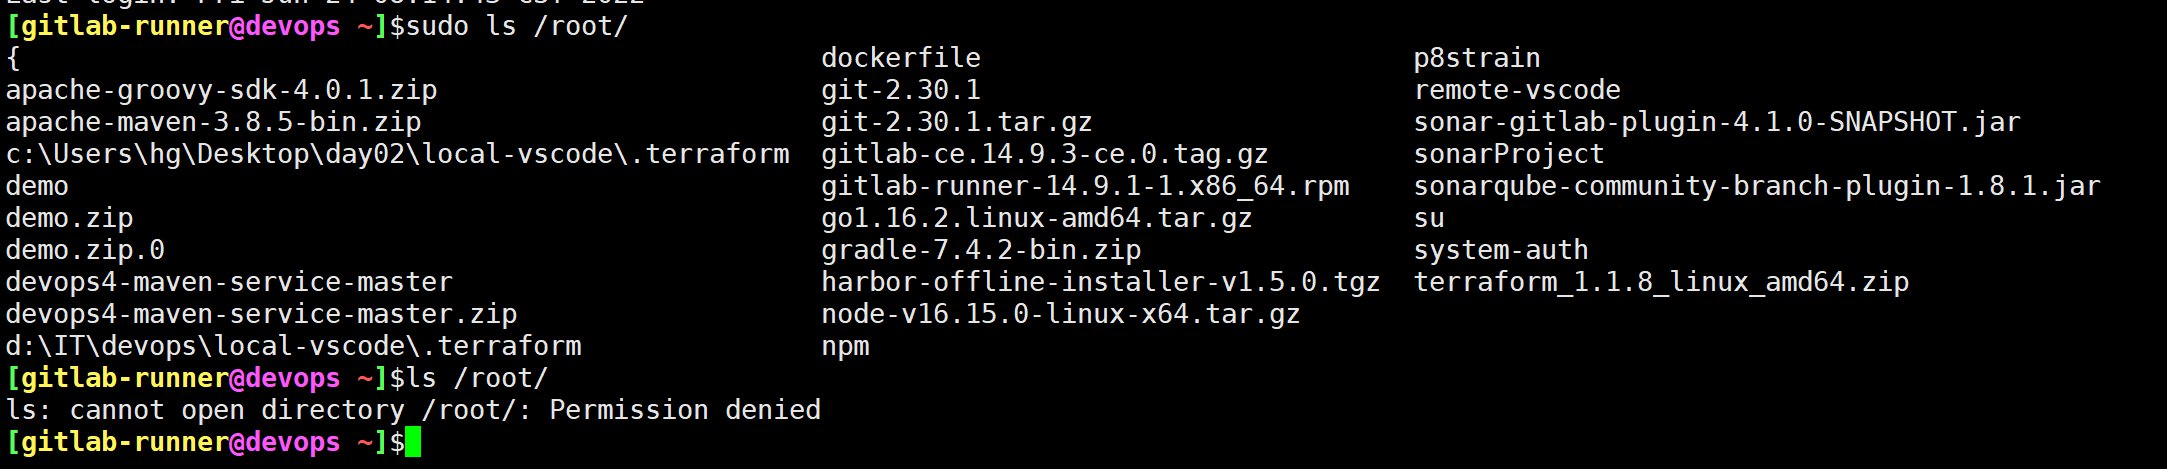 [gitlab-runner@devops ~]$sudo ls /root/
{ dockerfile p8strain
apache-groovy-sdk-4.0.1.zip git-2.30.1 remote-vscode
apache-maven-3.8.5-bin.zip git-2.30.1.tar.gz sonar-gitlab-plugin-4.1.0-SNAPSHOT.jar
c:\Users\hg\Desktop\day02\local-vscode\.terraform gitlab-ce.14.9.3-ce.0.tag.gz sonarProject
demo gitlab-runner-14.9.1-1.x86_64.rpm sonarqube-community-branch-plugin-1.8.1.jar
demo.zip go1.16.2.linux-amd64.tar.gz su
demo.zip.0 gradle-7.4.2-bin.zip system-auth
devops4-maven-service-master harbor-offline-installer-v1.5.0.tgz terraform_1.1.8_linux_amd64.zip
devops4-maven-service-master.zip node-v16.15.0-linux-x64.tar.gz
d:\IT\devops\local-vscode\.terraform npm
[gitlab-runner@devops ~]$ls /root/
ls: cannot open directory /root/: Permission denied
[gitlab-runner@devops ~]$